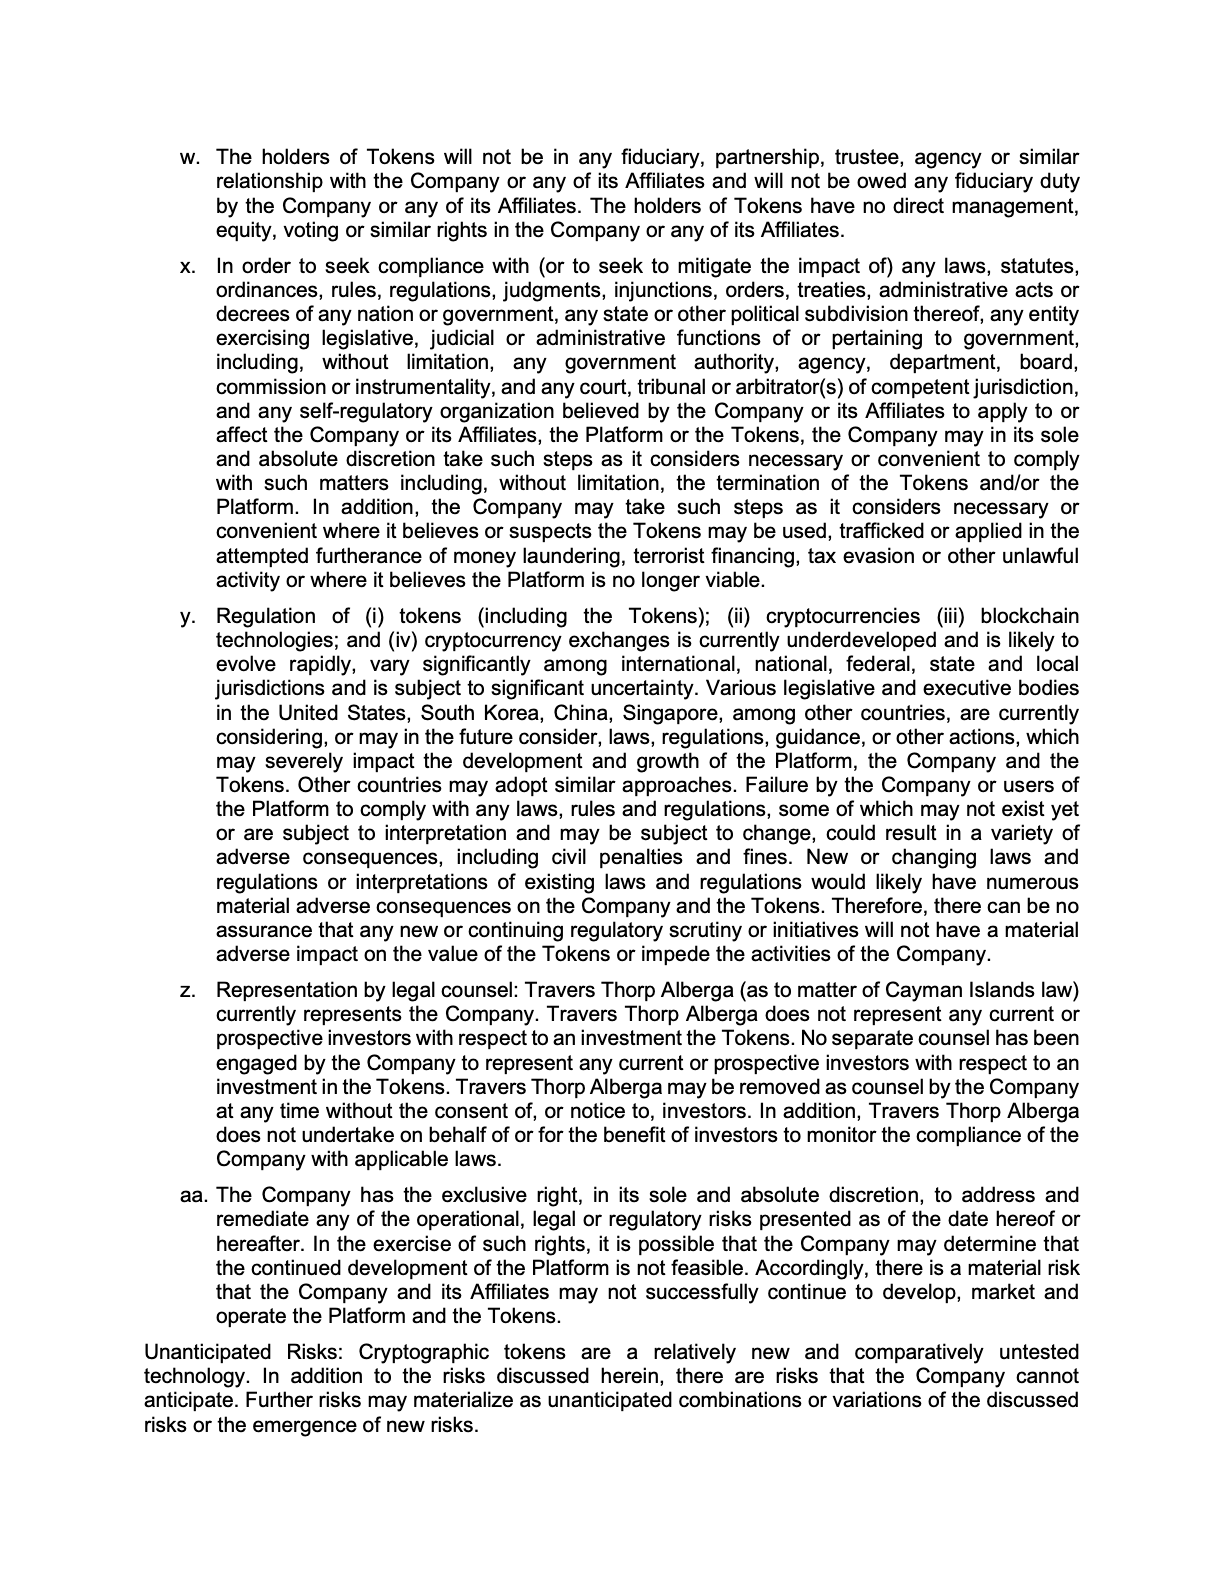 w. The holders of Tokens will not be in any fiduciary, partnership, trustee, agency or similar
relationship with the Company or any of its Affiliates and will not be owed any fiduciary duty
by the Company or any of its Affiliates. The holders of Tokens have no direct management,
equity, voting or similar rights in the Company or any of its Affiliates.
x. In order to seek compliance with (or to seek to mitigate the impact of) any laws, statutes,
ordinances, rules, regulations, judgments, injunctions, orders, treaties, administrative acts or
decrees of any nation or government, any state or other political subdivision thereof, any entity
exercising legislative, judicial or administrative functions of or pertaining to government,
including, without limitation, any government authority, agency, department, board,
commission or instrumentality, and any court, tribunal or arbitrator(s) of competent jurisdiction,
and any self-regulatory organization believed by the Company or its Affiliates to apply to or
affect the Company or its Affiliates, the Platform or the Tokens, the Company may in its sole
and absolute discretion take such steps as it considers necessary or convenient to comply
with such matters including, without limitation, the termination of the Tokens and/or the
Platform. In addition, the Company may take such steps as it considers necessary or
convenient where it believes or suspects the Tokens may be used, trafficked or applied in the
attempted furtherance of money laundering, terrorist financing, tax evasion or other unlawful
activity or where it believes the Platform is no longer viable.
y. Regulation of (i) tokens (including the Tokens); (ii) cryptocurrencies (iii) blockchain
technologies; and (iv) cryptocurrency exchanges is currently underdeveloped and is likely to
evolve rapidly, vary significantly among international, national, federal, state and local
jurisdictions and is subject to significant uncertainty. Various legislative and executive bodies
in the United States, South Korea, China, Singapore, among other countries, are currently
considering, or may in the future consider, laws, regulations, guidance, or other actions, which
may severely impact the development and growth of the Platform, the Company and the
Tokens. Other countries may adopt similar approaches. Failure by the Company or users of
the Platform to comply with any laws, rules and regulations, some of which may not exist yet
or are subject to interpretation and may be subject to change, could result in a variety of
adverse consequences, including civil penalties and fines. New or changing laws and
regulations or interpretations of existing laws and regulations would likely have numerous
material adverse consequences on the Company and the Tokens. Therefore, there can be no
assurance that any new or continuing regulatory scrutiny or initiatives will not have a material
adverse impact on the value of the Tokens or impede the activities of the Company.
z. Representation by legal counsel: Travers Thorp Alberga (as to matter of Cayman Islands law)
currently represents the Company. Travers Thorp Alberga does not represent any current or
prospective investors with respect to an investment the Tokens. No separate counsel has been
engaged by the Company to represent any current or prospective investors with respect to an
investment in the Tokens. Travers Thorp Alberga may be removed as counsel by the Company
at any time without the consent of, or notice to, investors. In addition, Travers Thorp Alberga
does not undertake on behalf of or for the benefit of investors to monitor the compliance of the
Company with applicable laws.
aa. The Company has the exclusive right, in its sole and absolute discretion, to address and
remediate any of the operational, legal or regulatory risks presented as of the date hereof or
hereafter. In the exercise of such rights, it is possible that the Company may determine that
the continued development of the Platform is not feasible. Accordingly, there is a material risk
that the Company and its Affiliates may not successfully continue to develop, market and
operate the Platform and the Tokens.
Unanticipated Risks: Cryptographic tokens are a relatively new and comparatively untested
technology. In addition to the risks discussed herein, there are risks that the Company cannot
anticipate. Further risks may materialize as unanticipated combinations or variations of the discussed
risks or the emergence of new risks.